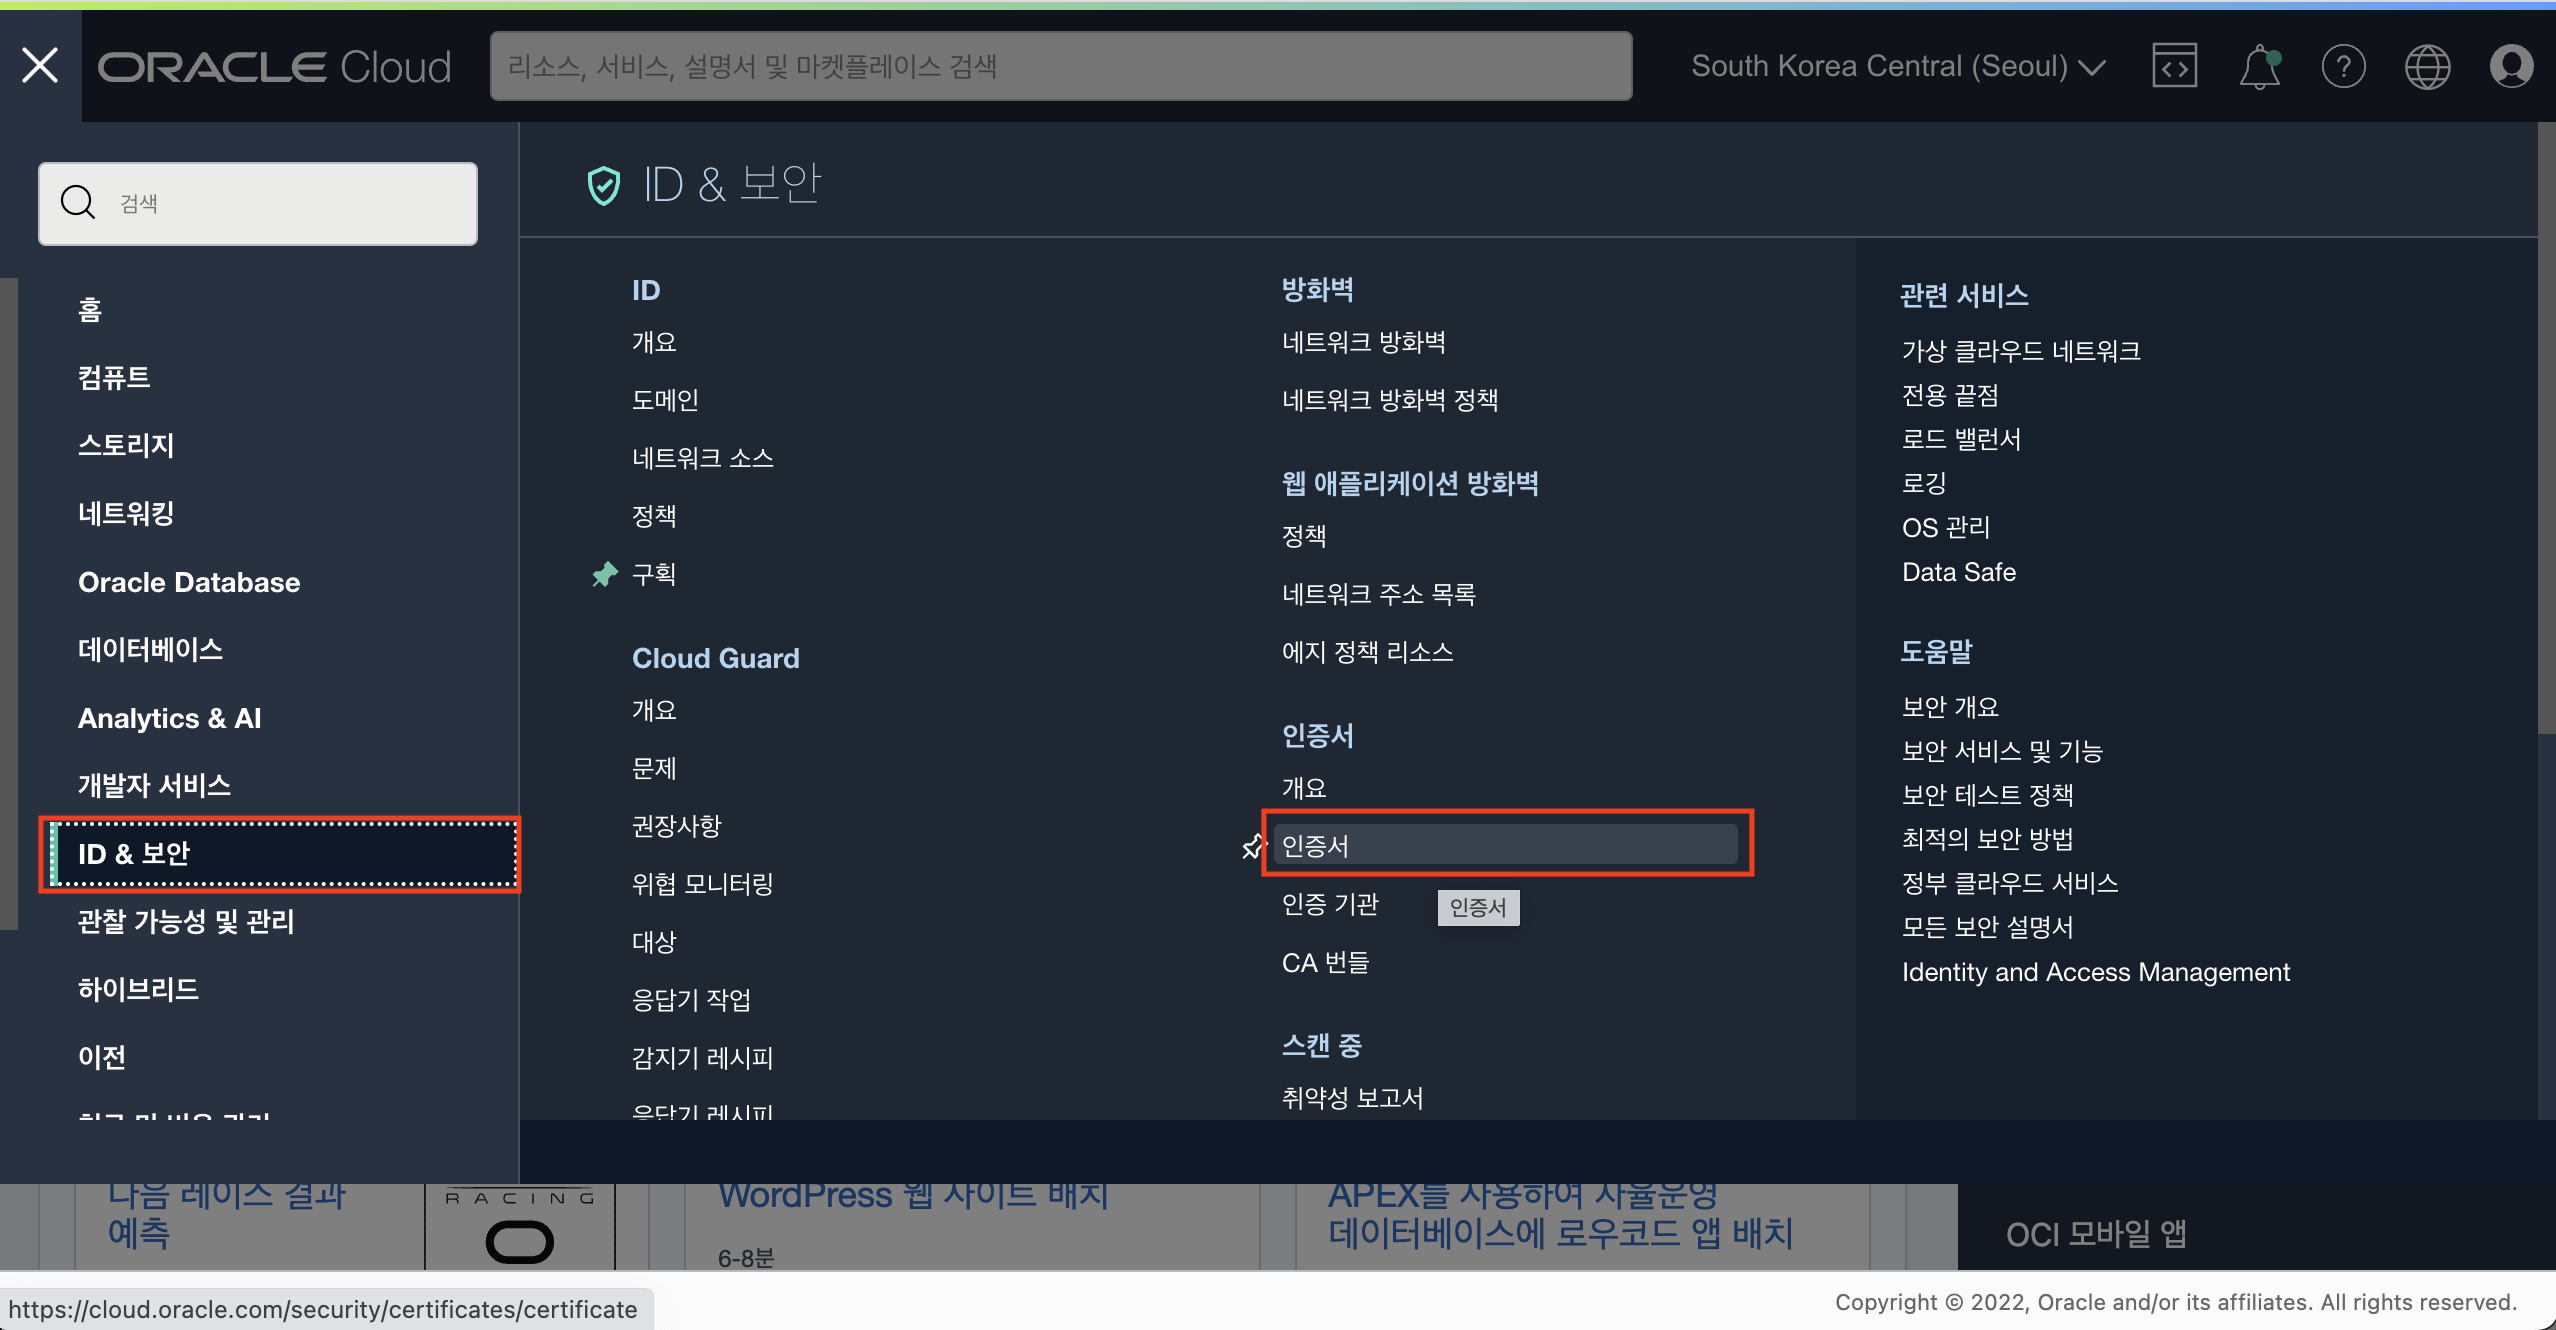 ORACLE Cloud
리소스, 서비스, 설명서 및 마켓플레이스 검색
South Korea Central (Seoul)
검색
홈
컴퓨트
스토리지
네트워킹
Oracle Database
데이터베이스
Analytics & AI
개발자 서비스
ID & 보안
관찰 가능성 및 관리
하이브리드
이전
ID & 보안
ID
개요
도메인
네트워크 소스
정책
구획
Cloud Guard
개요
문제
권장사항
위협 모니터링
대상
응답기 작업
감지기 레시피
응답기 레시피
방화벽
네트워크 방화벽
네트워크 방화벽 정책
웹 애플리케이션 방화벽
정책
네트워크 주소 목록
에지 정책 리소스
인증서
개요
인증서
인증 기관
인증서
CA 번들
스캔 중
취약성 보고서
관련 서비스
가상 클라우드 네트워크
전용 끝점
로드 밸런서
로깅
OS 관리
Data Safe
도움말
보안 개요
보안 서비스 및 기능
보안 테스트 정책
최적의 보안 방법
정부 클라우드 서비스
모든 보안 설명서
Identity and Access Management
다음 레이스 결과
예측
RACING
WordPress 웹 사이트 배치
6-8분
APEX를 사용하여 자율운영
데이터베이스에 로우코드 앱 배치
OCI 모바일 앱
https://cloud.oracle.com/security/certificates/certificate
Copyright © 2022, Oracle and/or its affiliates. All rights reserved.